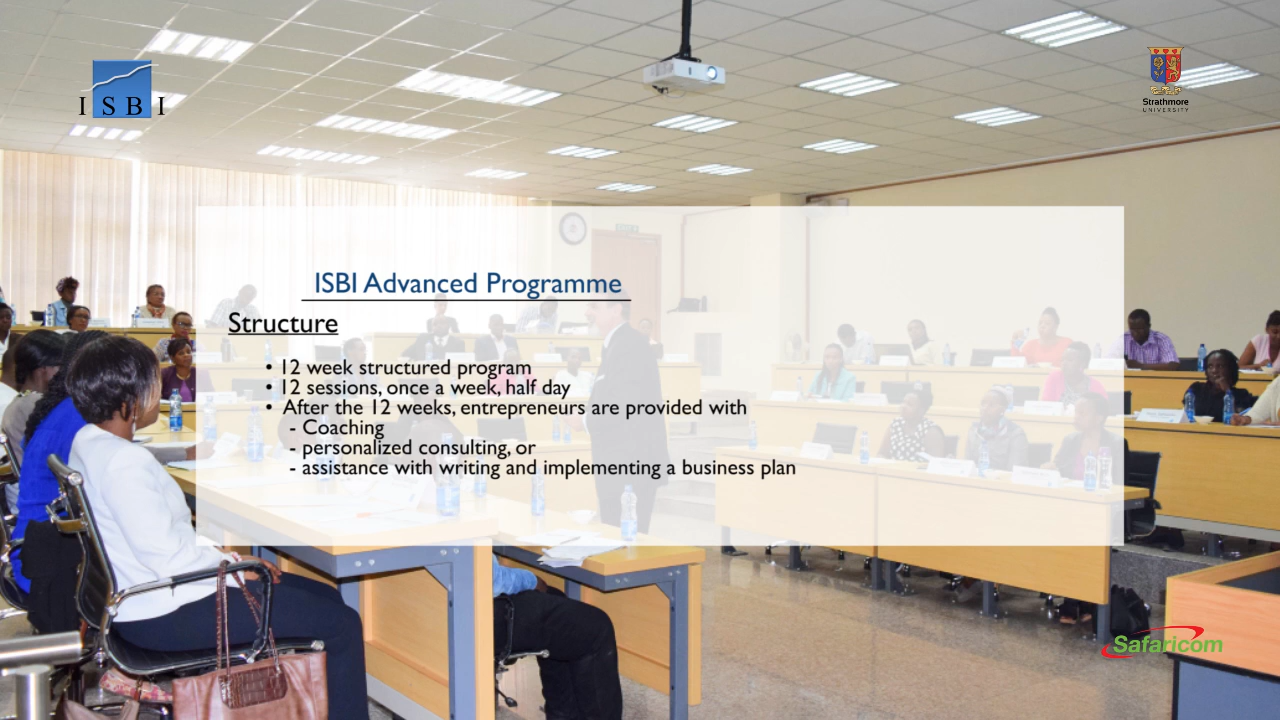 ISBI
Strathmore
UNIVERSITY
ISBI Advanced Programme
Structure
• 12 week structured program
• 12 sessions, once a week, half day
• After the 12 weeks, entrepreneurs are provided with
- Coaching
- personalized consulting, or
- assistance with writing and implementing a business plan
Safaricom